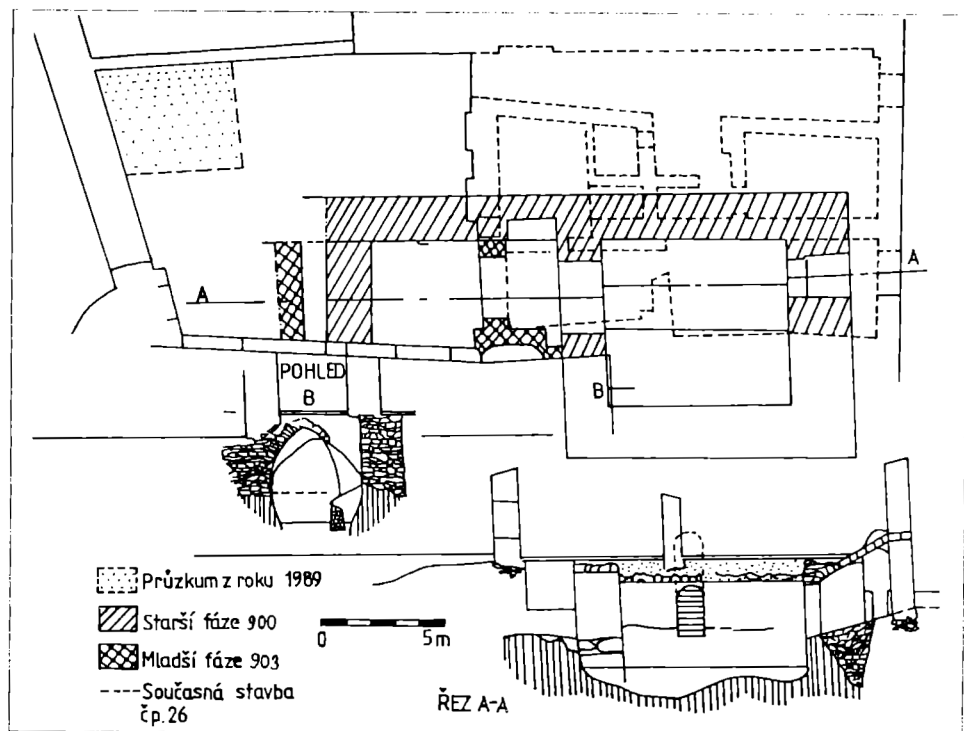 A
A
POHLED
B
B
Průzkum z roku 1989
Starší fáze 900
Mladší fáze 903
Současná stavba
čp. 26
0 5m
ŘEZ A-A